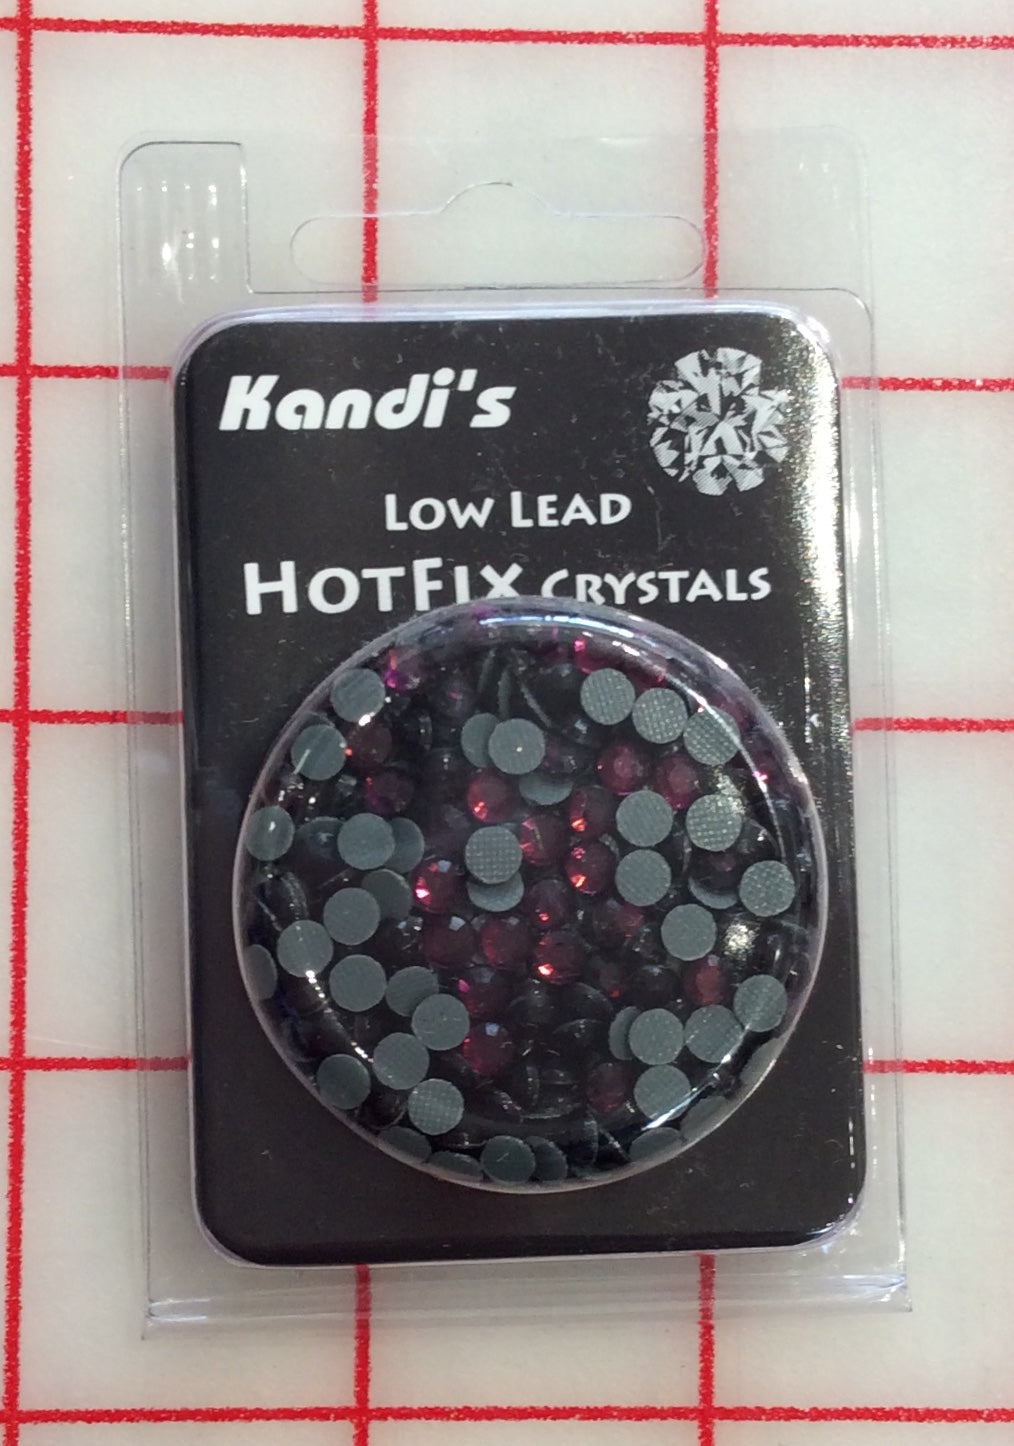 Kandi's
LOW LEAD
HOTFIX CRYSTALS